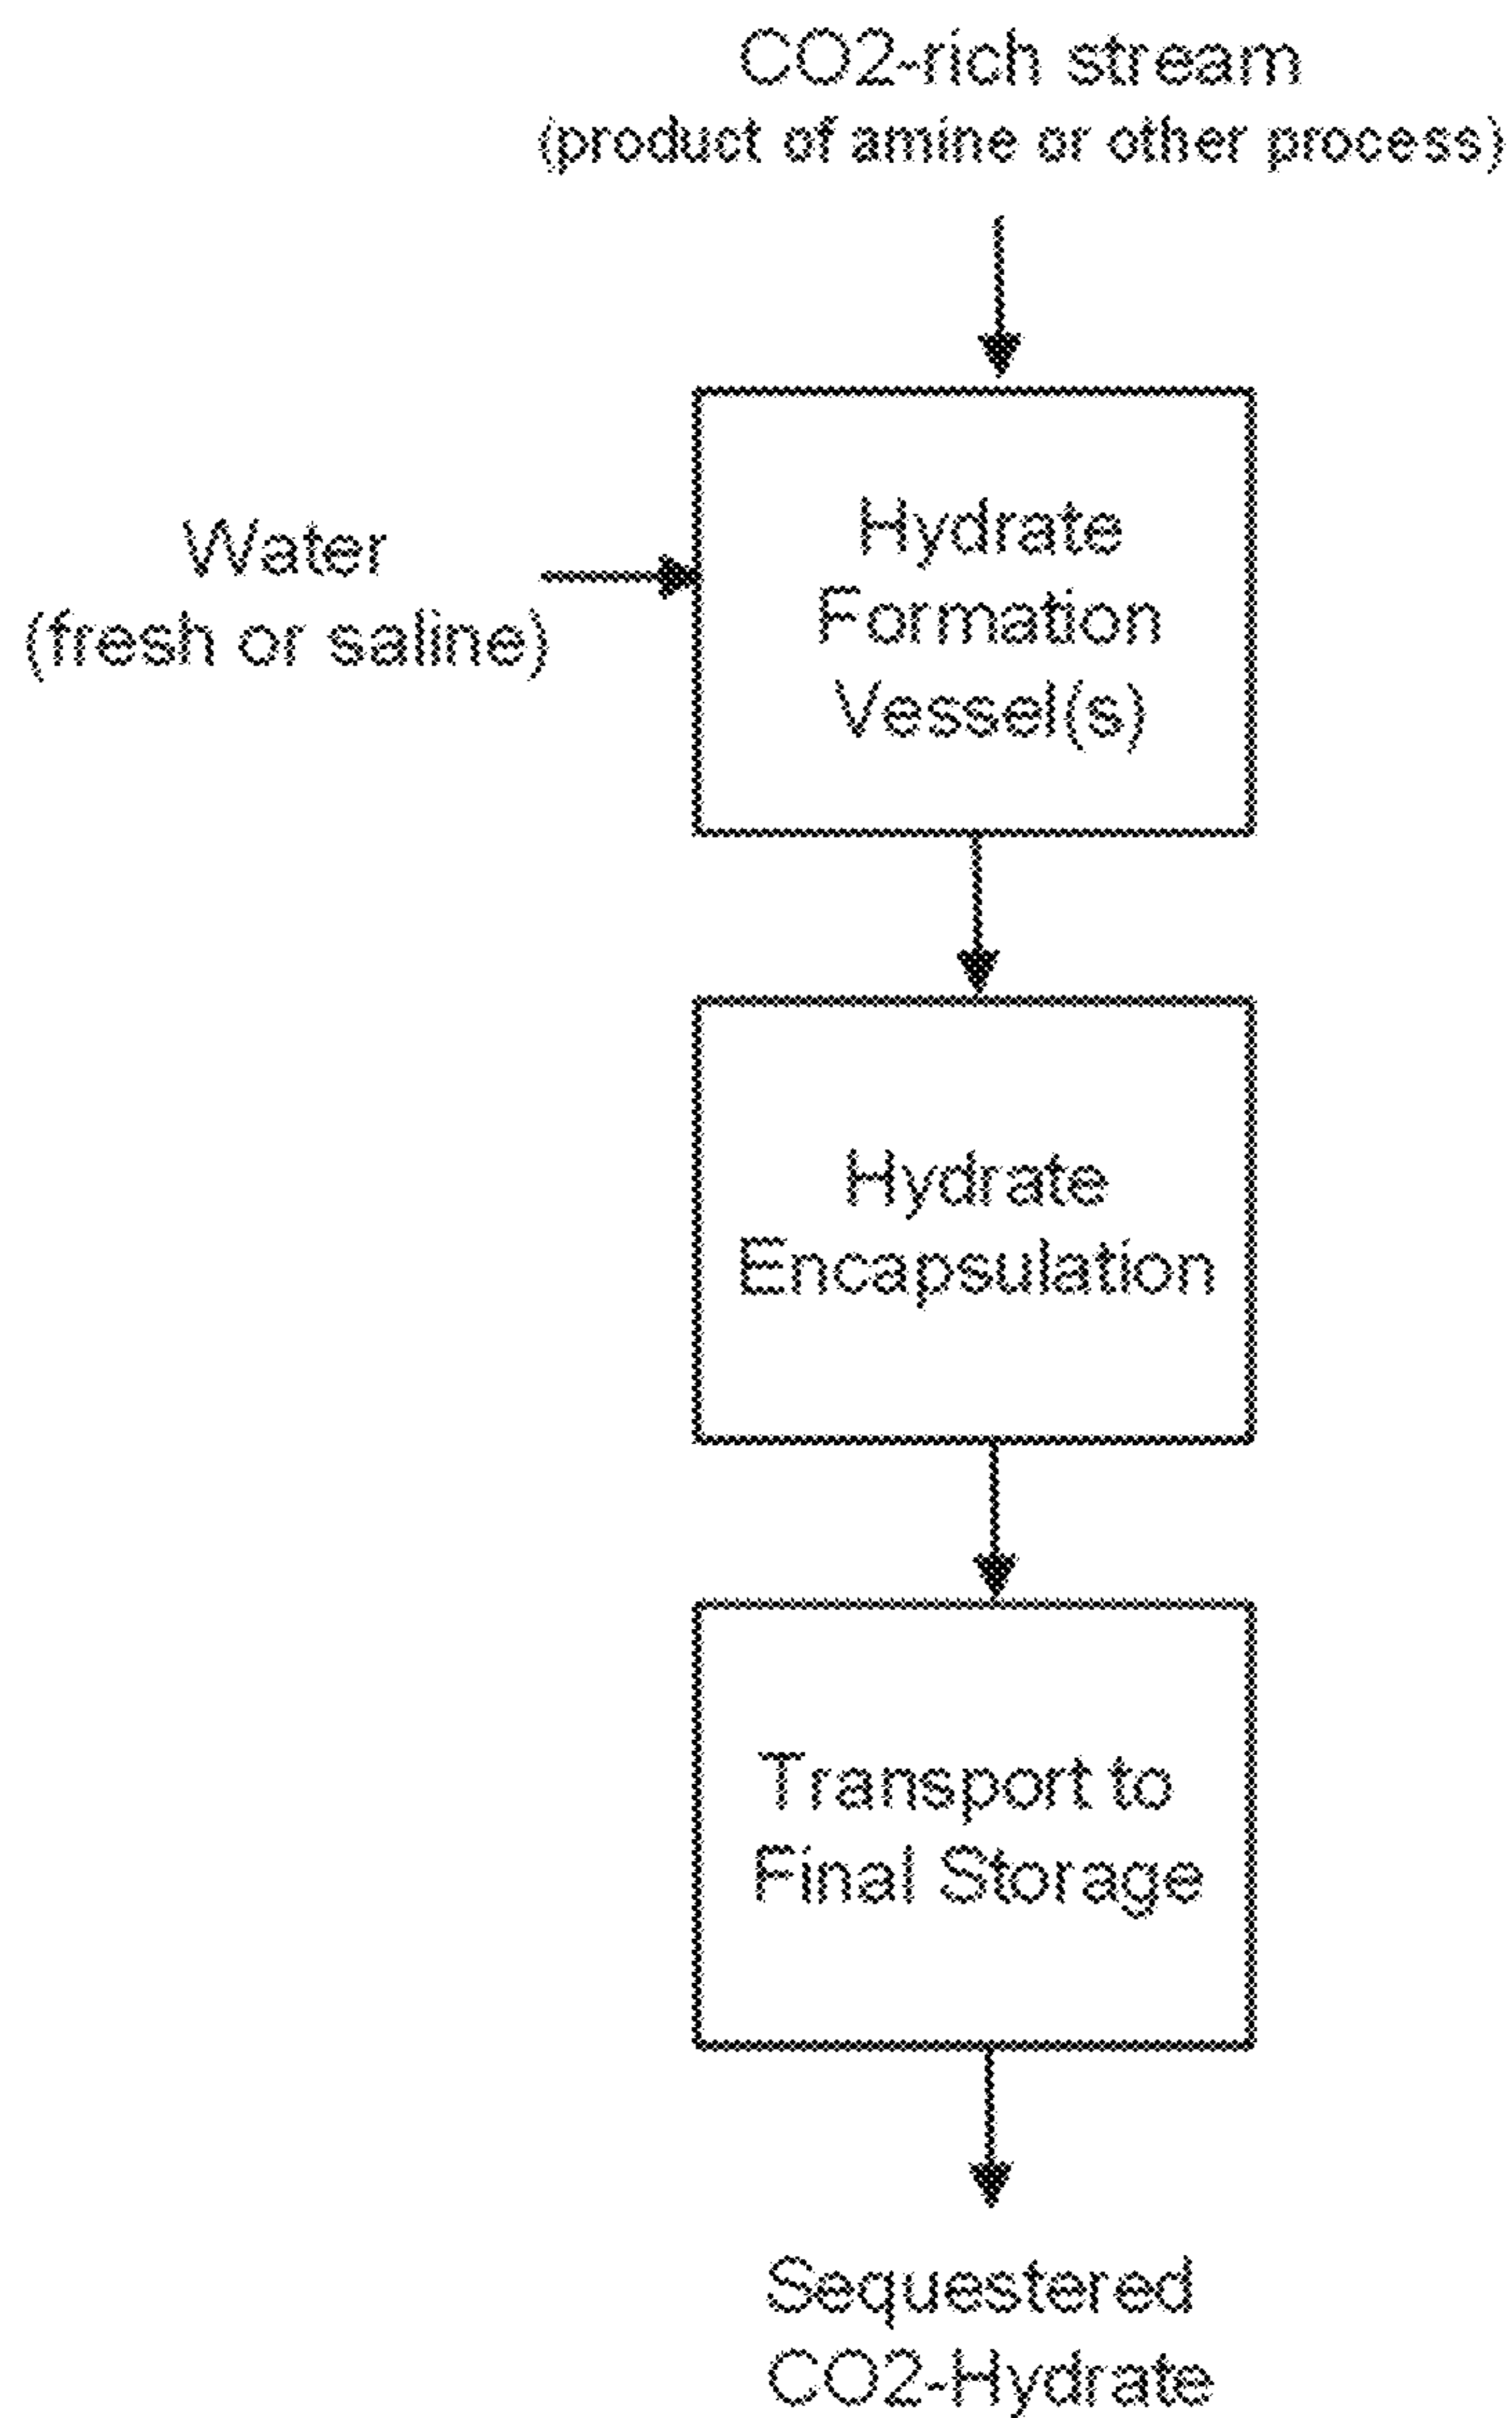 CO2-rich stream
(product of amine or other process)
Water
(fresh or saline)
Hydrate
Formation
Vessel(s)
Hydrate
Encapsulation
Transport to
Final Storage
Sequestered
CO2-Hydrate